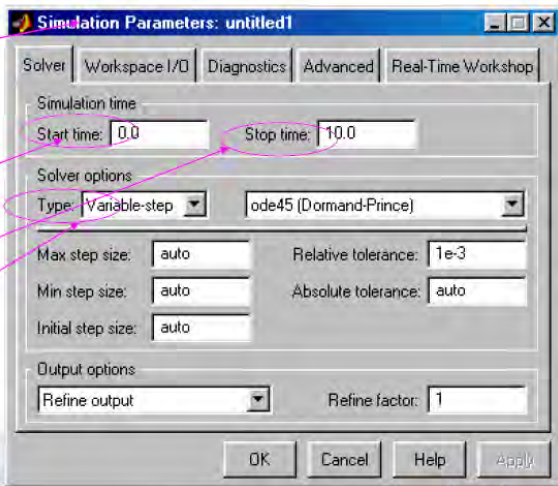 Simulation Parameters: untitled1
Solver Workspace I/O Diagnostics Advanced Real-Time Workshop
Simulation time
Start time: 0.0 Stop time: 10.0
Solver options
Type: Variable-step ode45 (Dormand-Prince)
Max step size: auto Relative tolerance: 1e-3
Min step size: auto Absolute tolerance: auto
Initial step size: auto
Output options
Refine output Refine factor: 1
OK Cancel Help Apply